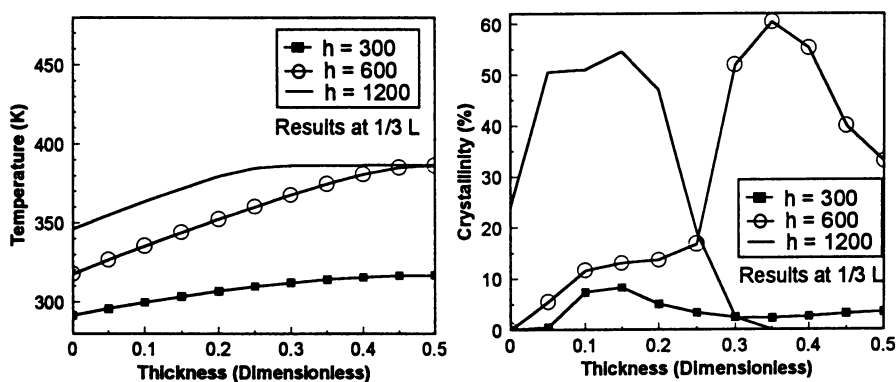 Temperature (K)
450
400
350
300
0
0.1
0.2
0.3
0.4
0.5
Thickness (Dimensionless)
h = 300
h = 600
h = 1200
Results at 1/3 L
Crystallinity (%)
60
50
40
30
20
10
0
0
0.1
0.2
0.3
0.4
0.5
Thickness (Dimensionless)
h = 300
h = 600
h = 1200
Results at 1/3 L